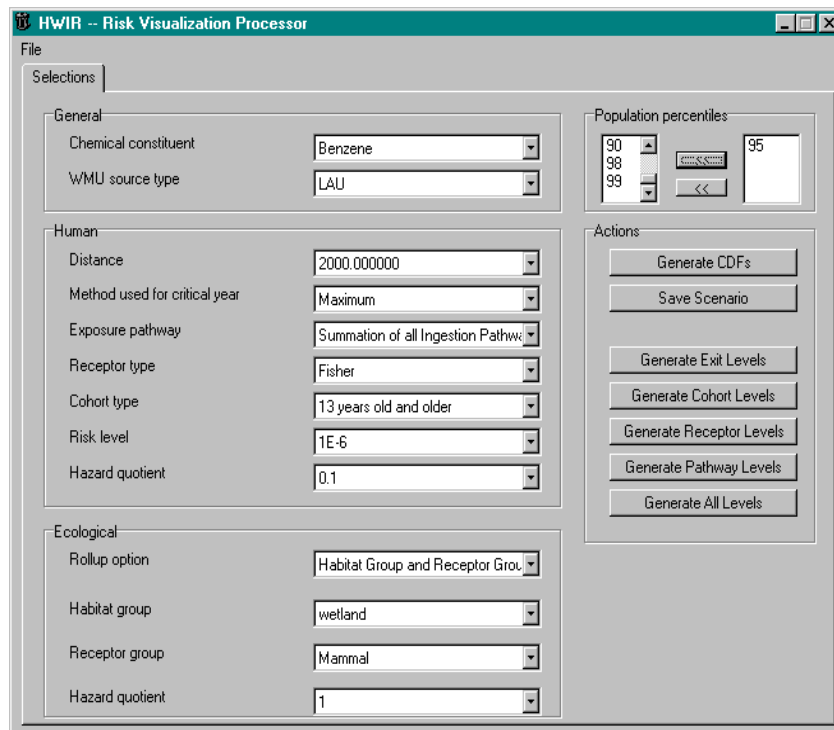 HWIR -- Risk Visualization Processor
File
Selections
General
Chemical constituent
Benzene
WMU source type
LAU
Human
Distance
2000.000000
Method used for critical year
Maximum
Exposure pathway
Summation of all Ingestion Pathwa
Receptor type
Fisher
Cohort type
13 years old and older
Risk level
1E-6
Hazard quotient
0.1
Ecological
Rollup option
Habitat Group and Receptor Grou
Habitat group
wetland
Receptor group
Mammal
Hazard quotient
1
Population percentiles
90
98
99
<<
95
Actions
Generate CDFs
Save Scenario
Generate Exit Levels
Generate Cohort Levels
Generate Receptor Levels
Generate Pathway Levels
Generate All Levels